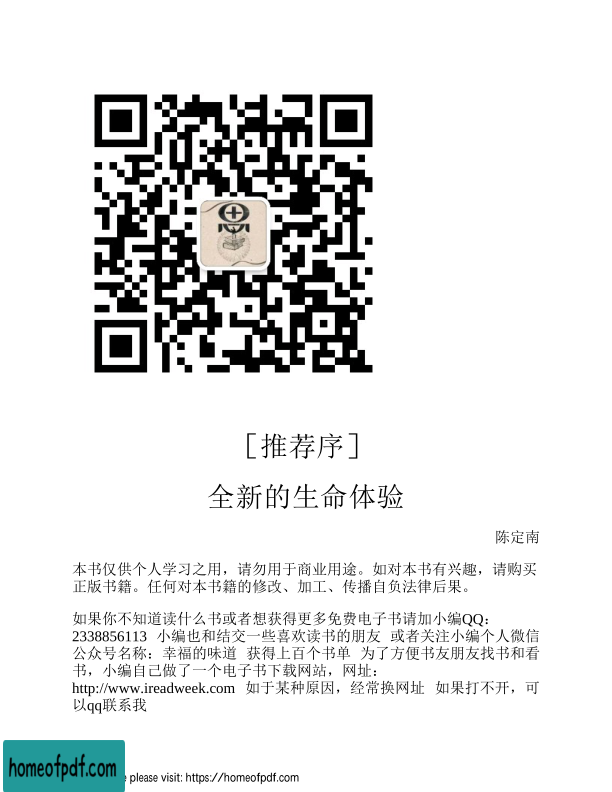 ［推荐序］
全新的生命体验
陈定南
本书仅供个人学习之用，请勿用于商业用途。如对本书有兴趣，请购买
正版书籍。任何对本书籍的修改、加工、传播自负法律后果。
如果你不知道读什么书或者想获得更多免费电子书请加小编QQ：
2338856113 小编也和结交一些喜欢读书的朋友 或者关注小编个人微信
公众号名称：幸福的味道 获得上百个书单 为了方便书友朋友找书和看
书，小编自己做了一个电子书下载网站，网址：
http://www.ireadweek.com 如于某种原因，经常换网址 如果打不开，可
以qq联系我
homeofpdf.com
e please visit: https://homeofpdf.com